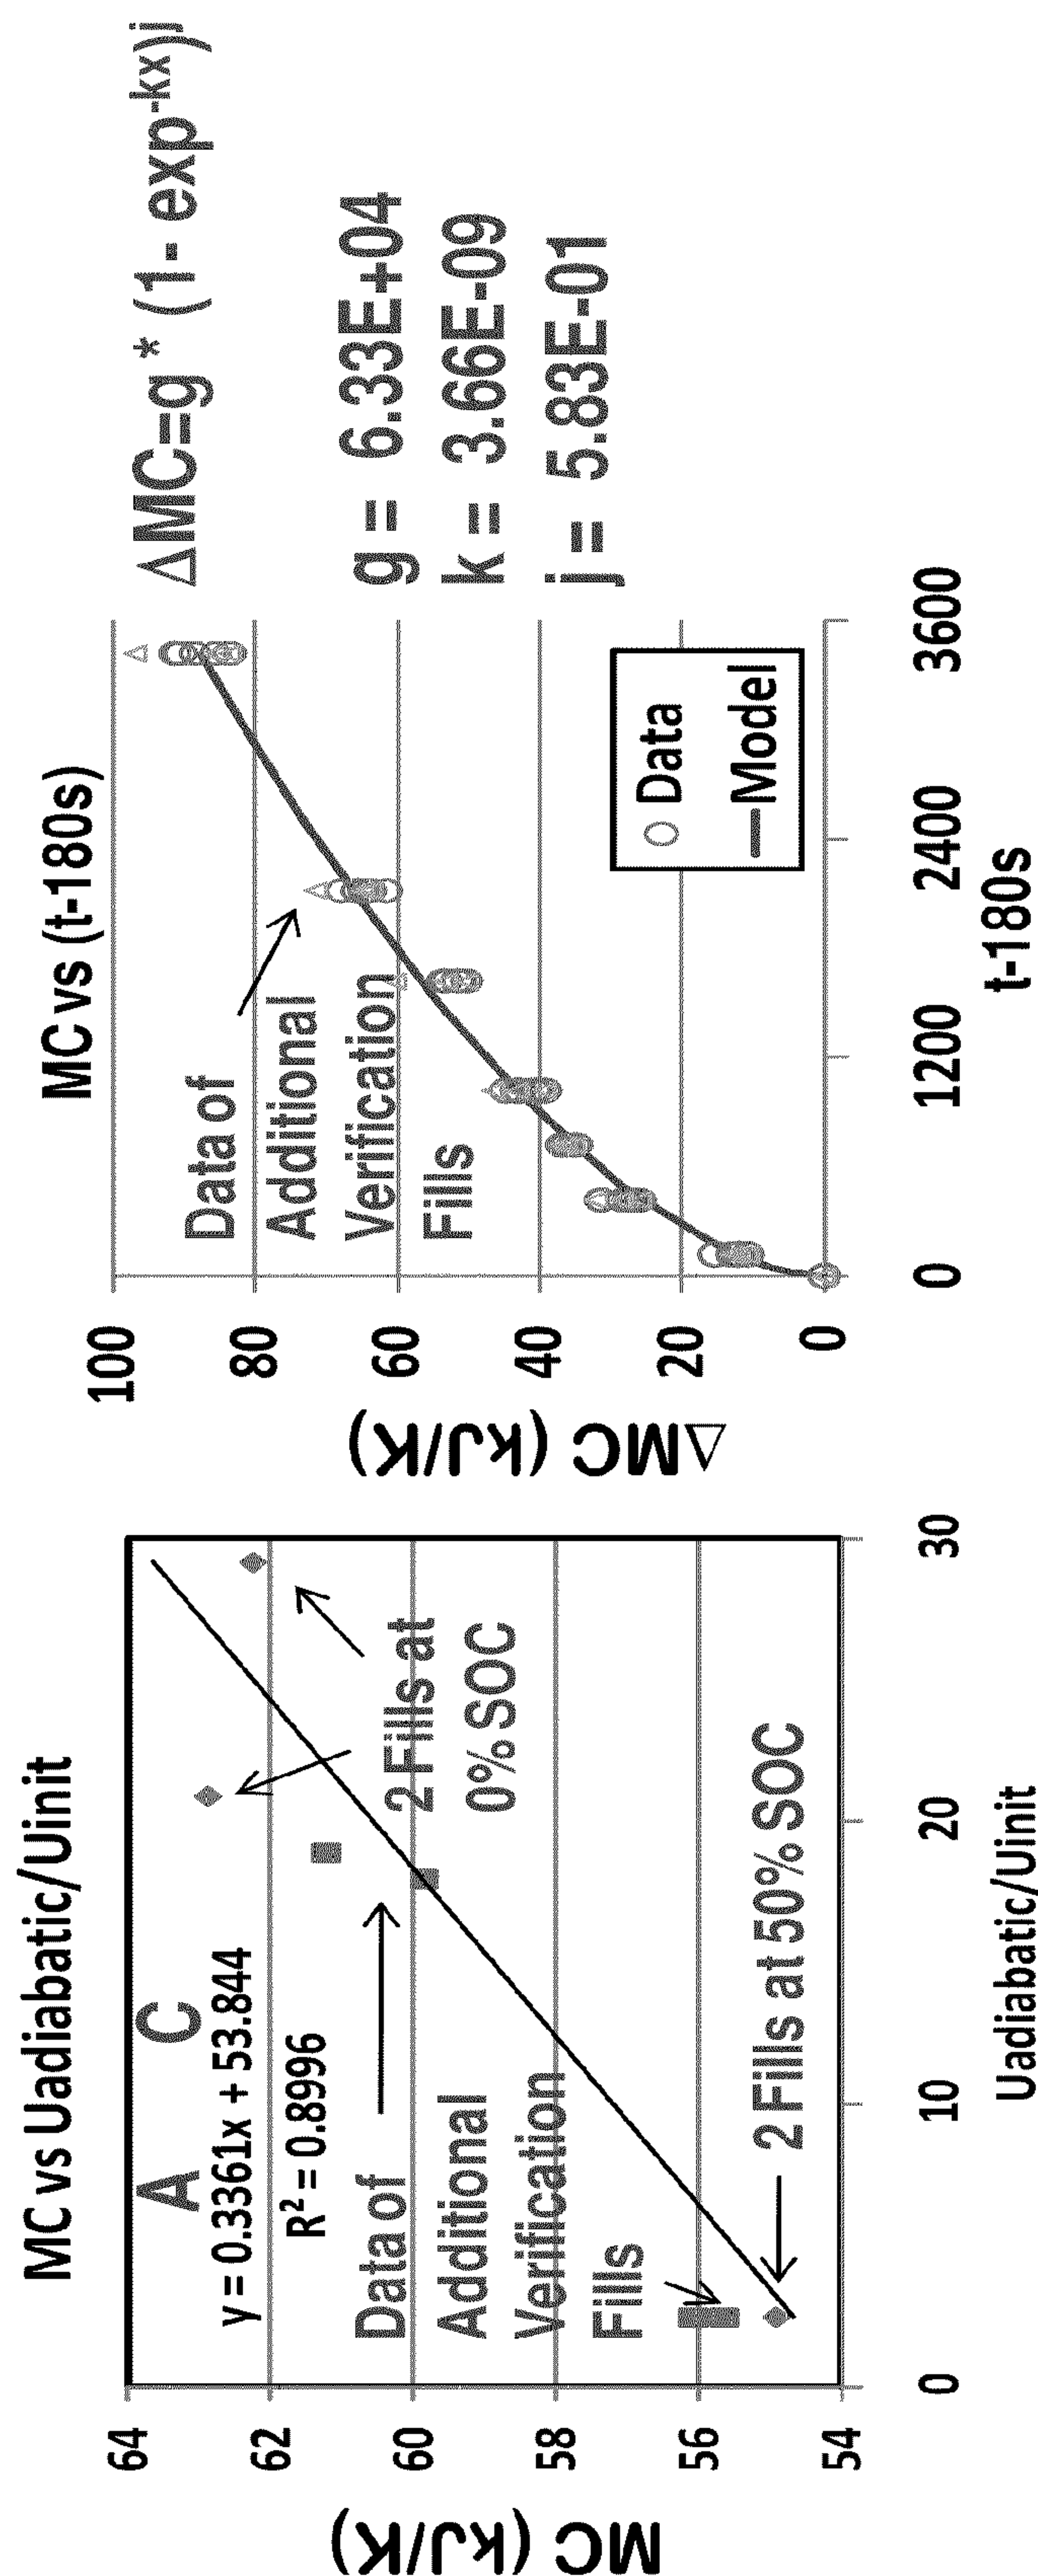 MC vs Uadiabatic/Uinit
A C
y = 0.3361x + 53.844
R² = 0.8996
Data of
Additional
Verification
Fills
2 Fills at
0% SOC
2 Fills at 50% SOC
64
62
60
58
56
54
MC (kJ/K)
0 10 20 30
Uadiabatic/Uinit
MC vs (t-180s)
Data of
Additional
Verification
Fills
Data
Model
100
80
60
40
20
0
△MC (kJ/K)
0 1200 2400 3600
t-180s
△MC=g * (1- exp^-kx)^j
g = 6.33E+04
k = 3.66E-09
j = 5.83E-01